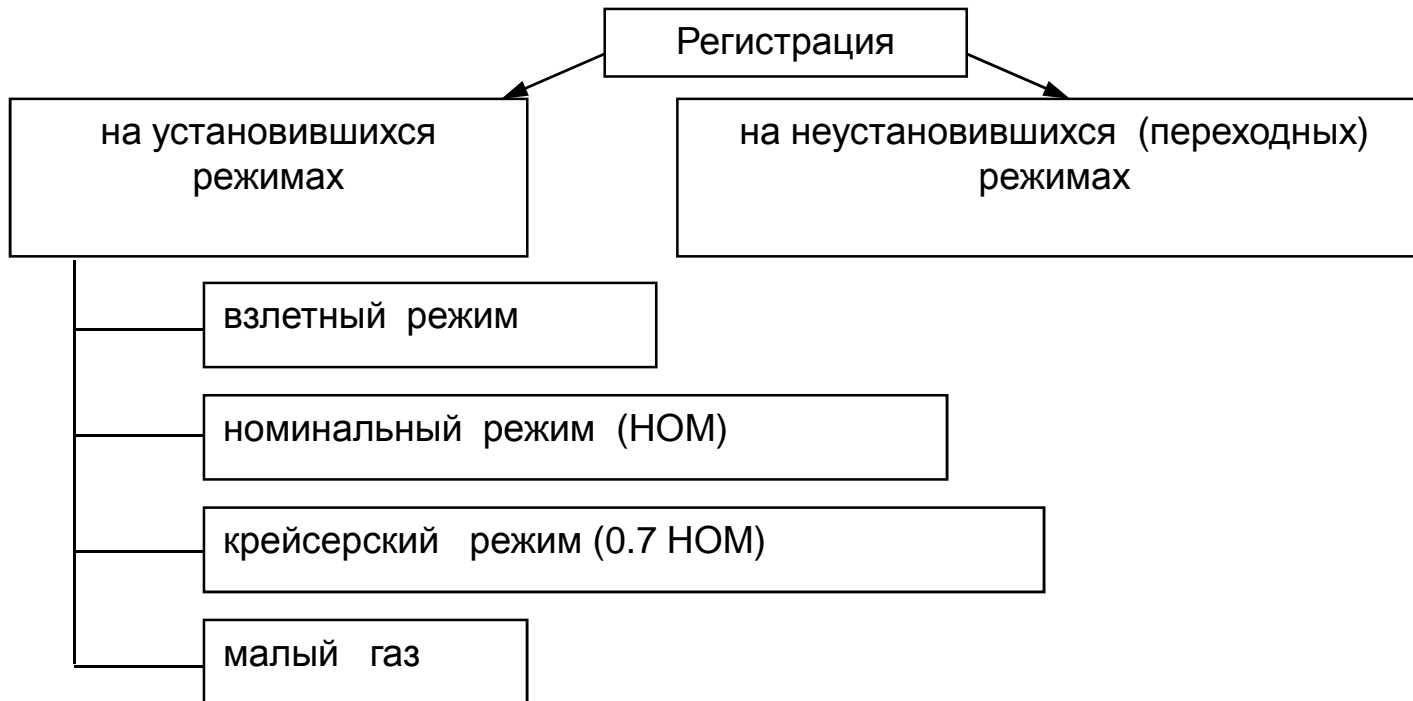 Регистрация
на установившихся
режимах
на неустановившихся (переходных)
режимах
взлетный режим
номинальный режим (НОМ)
крейсерский режим (0.7 НОМ)
малый газ